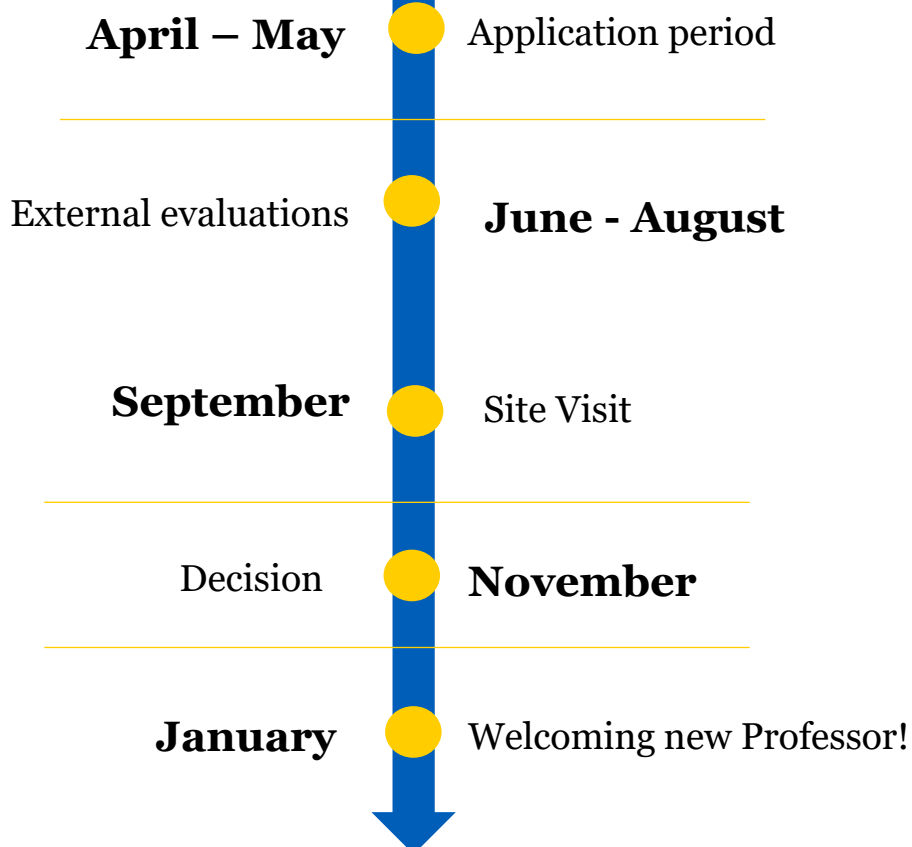 April – May
Application period
External evaluations
June - August
September
Site Visit
Decision
November
January
Welcoming new Professor!